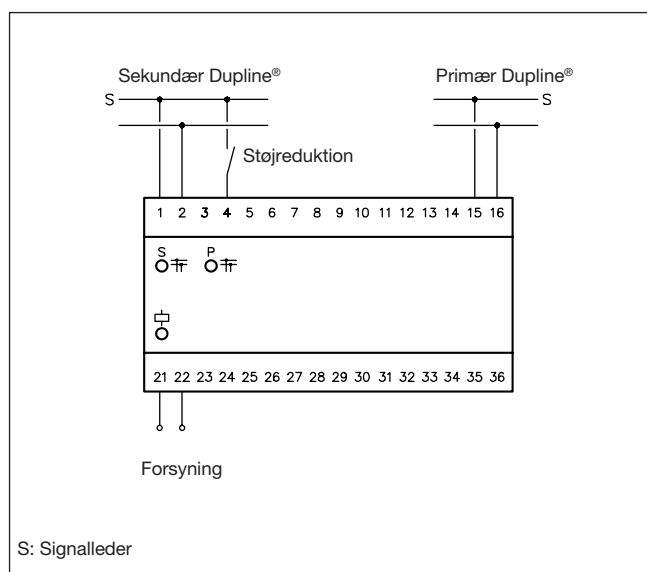 Sekundær Dupline®
Primær Dupline®
S
S
Støjreduktion
1 2 3 4 5 6 7 8 9 10 11 12 13 14 15 16
S P
21 22 23 24 25 26 27 28 29 30 31 32 33 34 35 36
Forsyning
S: Signalleder